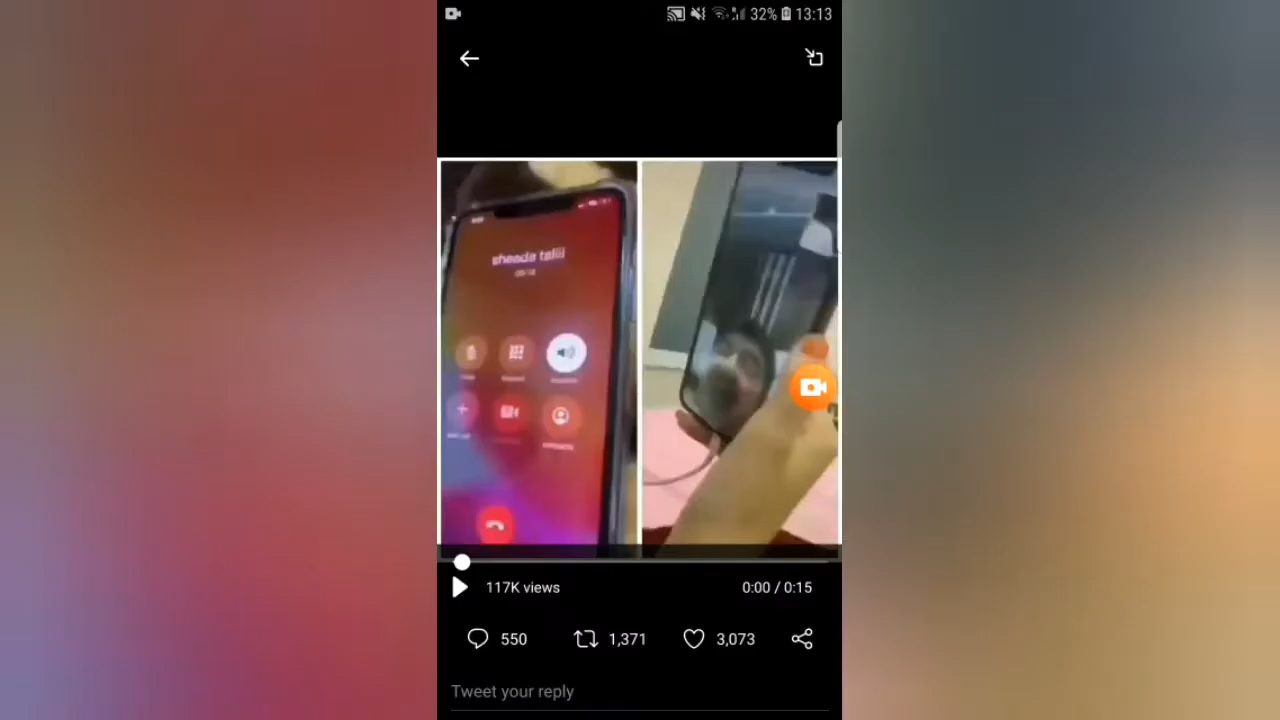 32% 13:13
sheeda taliii
117K views
0:00 / 0:15
550
1,371
3,073
Tweet your reply